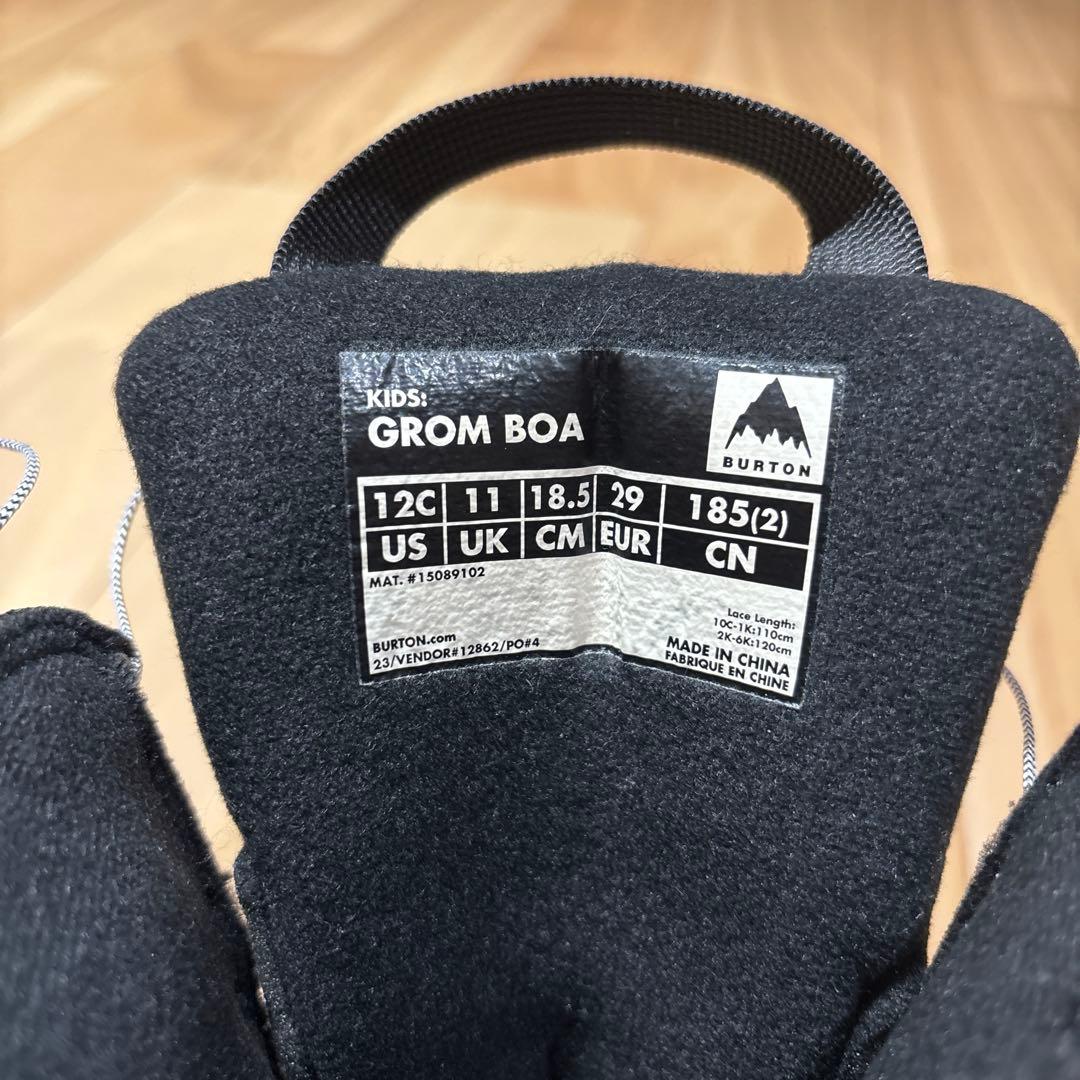 KIDS:
GROM BOA
BURTON
12C 11 18.5 29 185(2)
US UK CM EUR CN
MAT. #15089102
Lace Length:
10C-1K:110cm
2K-6K:120cm
BURTON.com
23/VENDOR#12862/PO#4
MADE IN CHINA
FABRIQUE EN CHINE